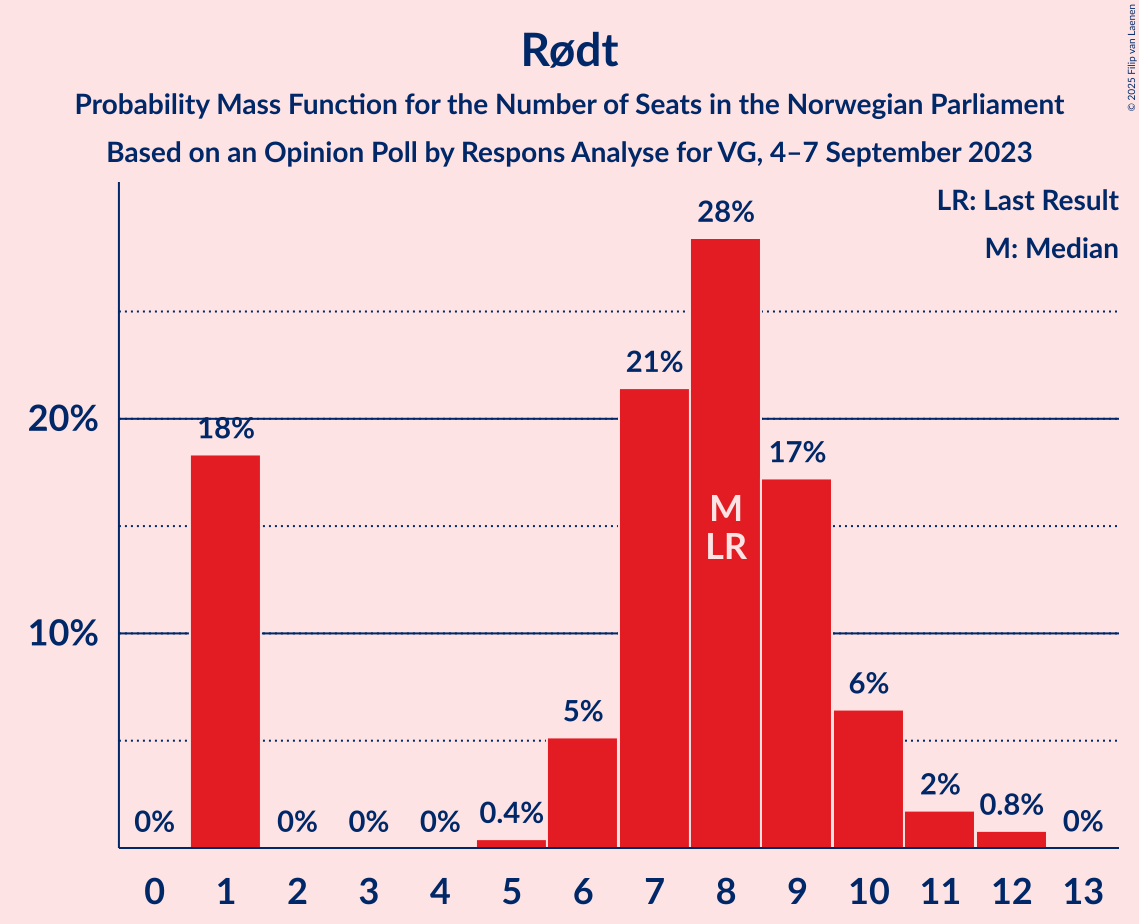 Rødt
Probability Mass Function for the Number of Seats in the Norwegian Parliament
Based on an Opinion Poll by Respons Analyse for VG, 4–7 September 2023
© 2025 Filip van Laenen
LR: Last Result
M: Median
20%
10%
0%
18%
0%
0%
0%
0.4%
5%
21%
28%
17%
6%
2%
0.8%
0%
M
LR
0 1 2 3 4 5 6 7 8 9 10 11 12 13